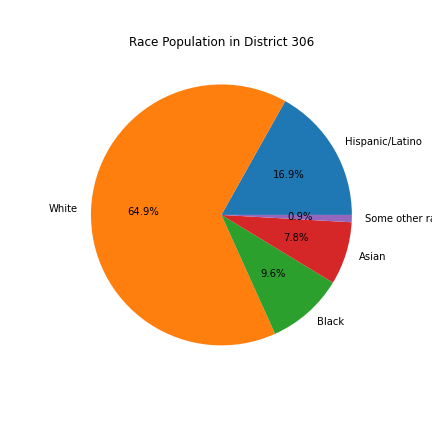 Race Population in District 306
Hispanic/Latino
16.9%
White
64.9%
0.9%
Some other
7.8%
Asian
9.6%
Black